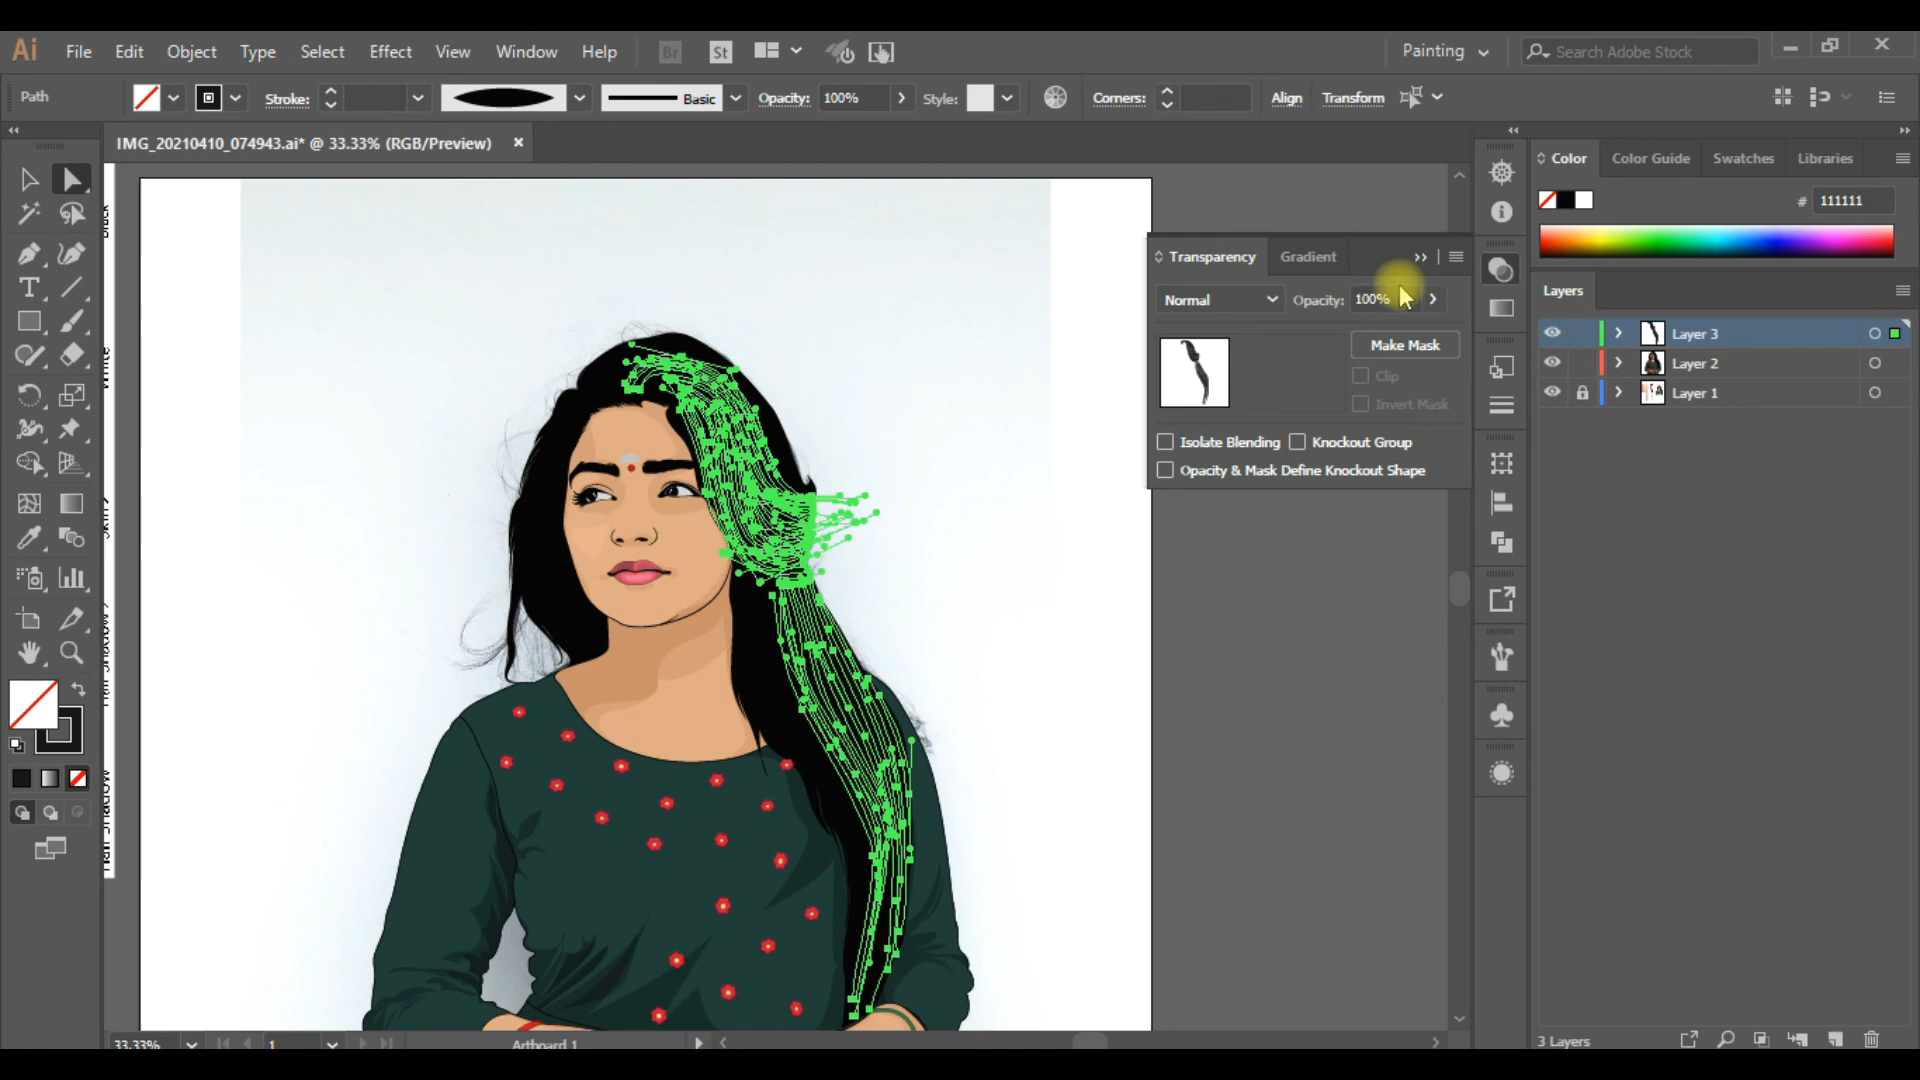 Ai File Edit Object Type Select Effect View Window Help Br St Painting Search Adobe Stock
Path Stroke: Basic Opacity: 100% Style: Corners: Align Transform
IMG_20210410_074943.ai* @ 33.33% (RGB/Preview)
Color Color Guide Swatches Libraries
# 111111
Transparency Gradient
Normal Opacity: 100%
Make Mask
Clip
Invert Mask
Isolate Blending Knockout Group
Opacity & Mask Define Knockout Shape
Layers
Layer 3
Layer 2
Layer 1
33.33% 1 Artboard 1
3 Layers